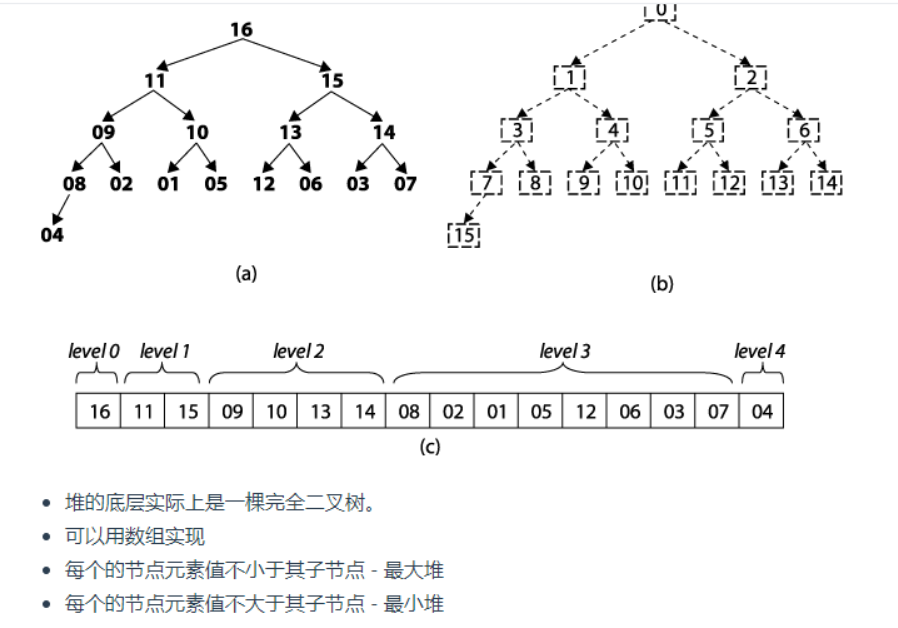 16
0
11 15
1 2
09 10 13 14
3 4 5 6
08 02 01 05 12 06 03 07
7 8 9 10 11 12 13 14
04
15
(a)
(b)
level 0 level 1 level 2 level 3 level 4
16 11 15 09 10 13 14 08 02 01 05 12 06 03 07 04
(c)
• 堆的底层实际上是一棵完全二叉树。
• 可以用数组实现
• 每个的节点元素值不小于其子节点 - 最大堆
• 每个的节点元素值不大于其子节点 - 最小堆